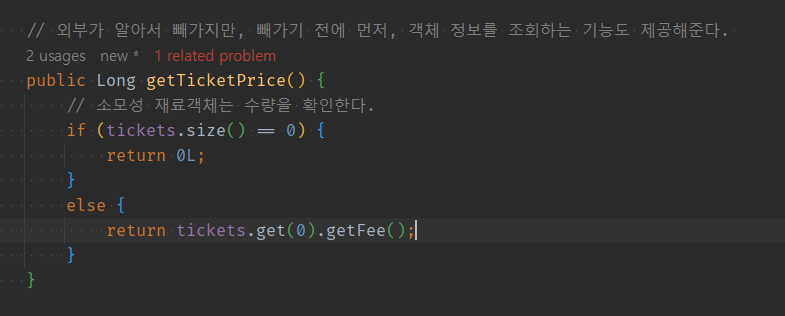 // 외부가 알아서 빼가지만, 빼가기 전에 먼저, 객체 정보를 조회하는 기능도 제공해준다.
2 usages new * 1 related problem
public Long getTicketPrice() {
// 소모성 재료객체는 수량을 확인한다.
if (tickets.size() == 0) {
return 0L;
}
else {
return tickets.get(0).getFee();
}
}